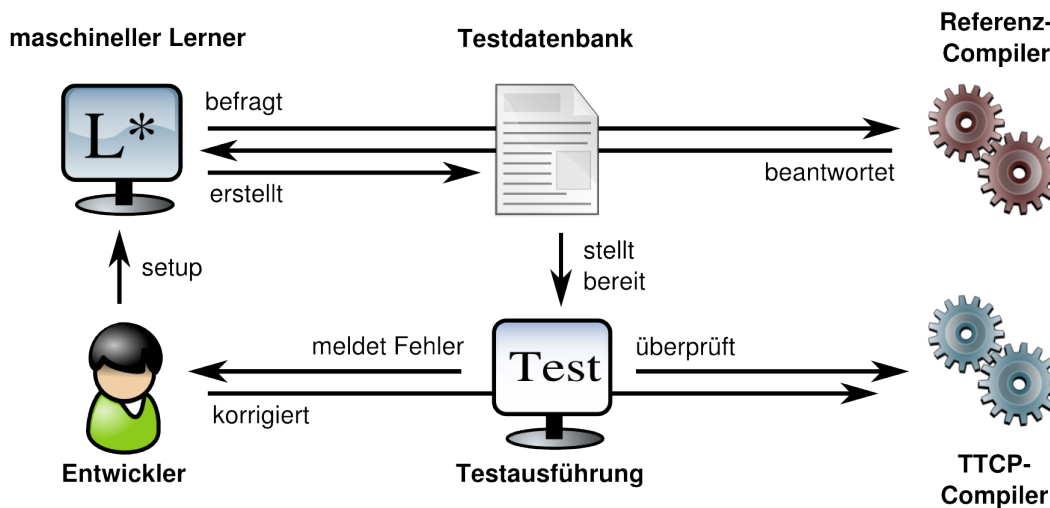 maschineller Lerner
Testdatenbank
Referenz-
Compiler
L*
befragt
beantwortet
erstellt
setup
stellt
bereit
meldet Fehler
Test
überprüft
korrigiert
Entwickler
Testausführung
TTCP-
Compiler